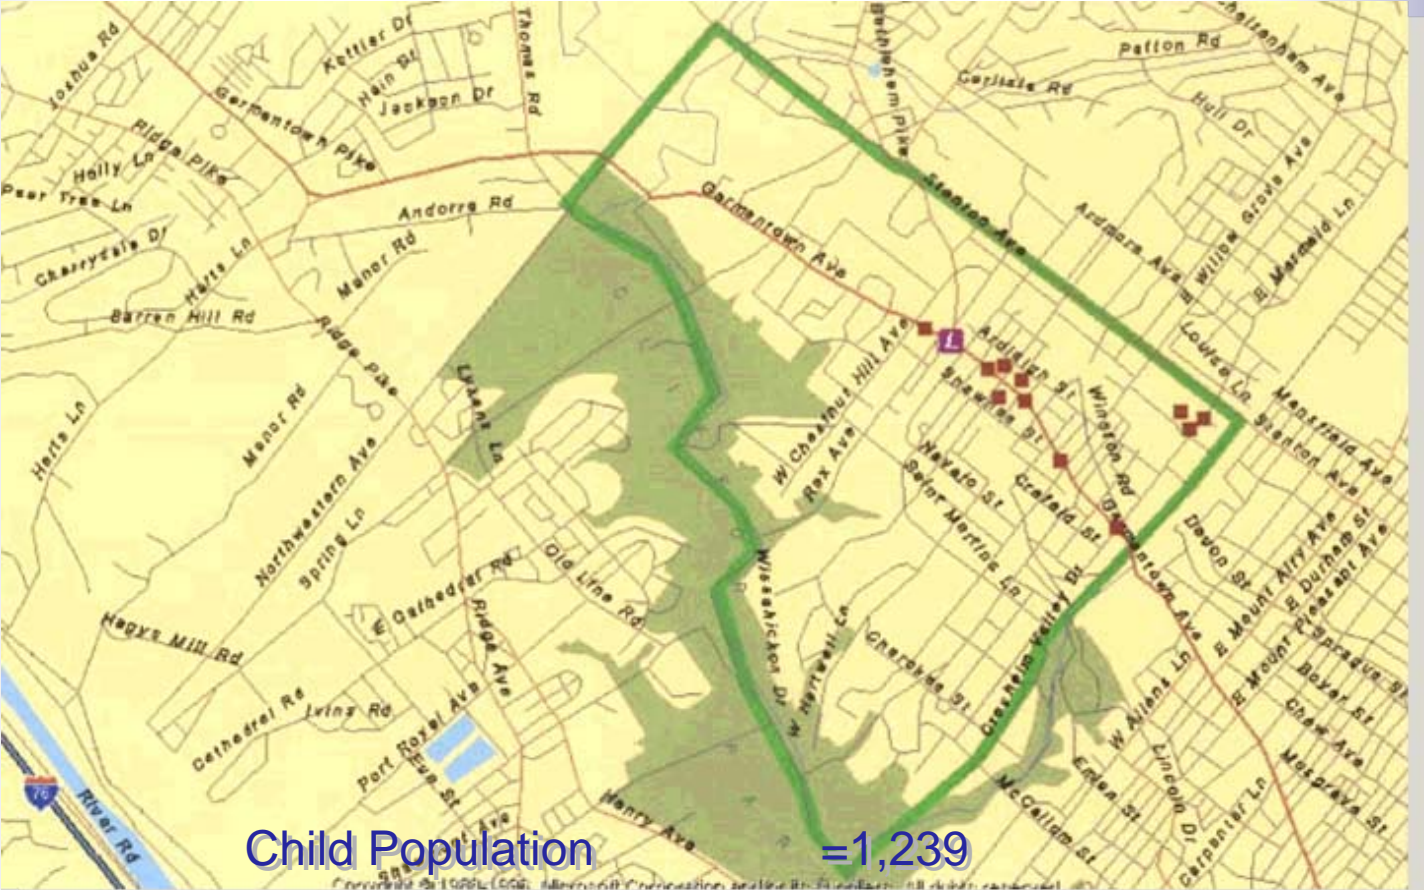 Joshua Rd
Kettler Dr
Hain St
Jackson Dr
Thomas Rd
Bethlehem Pike
Cheltenham Ave
Patton Rd
Carlisle Rd
Hull Dr
Germantown Pike
Ridge Pike
Holly Ln
Pear Tree Ln
Cherrydale Dr
Harts Ln
Andorra Rd
Manor Rd
Barren Hill Rd
Ridge Pike
Germantown Ave
Stenton Ave
Ardmore Ave
E Willow Grove Ave
E Mermaid Ln
L
Ardleigh St
Louise Ln
W Chestnut Hill Ave
Rex Ave
Winston Rd
Mansfield Ave
Stenton Ave
Lykens Ln
Harts Ln
Manor Rd
Northwestern Ave
Spring Ln
Navajo St
Saint Martins Ln
Crefeld St
Germantown Ave
Devon St
E Mount Airy Ave
E Durham St
E Mount Pleasant Ave
E Cathedral Rd
Old Line Rd
Ridge Ave
Wissahickon Dr
W Hartwell Ln
Cherokee St
Cresheim Valley Dr
W Allens Ln
Sprague St
Boyer St
Chew Ave
Musgrave St
Hagys Mill Rd
Cathedral Rd
Ivins Rd
Port Royal Ave
Eva St
Henry Ave
McCallum St
Emlen St
Lincoln Dr
Carpenter Ln
76
River Rd
Child Population =1,239